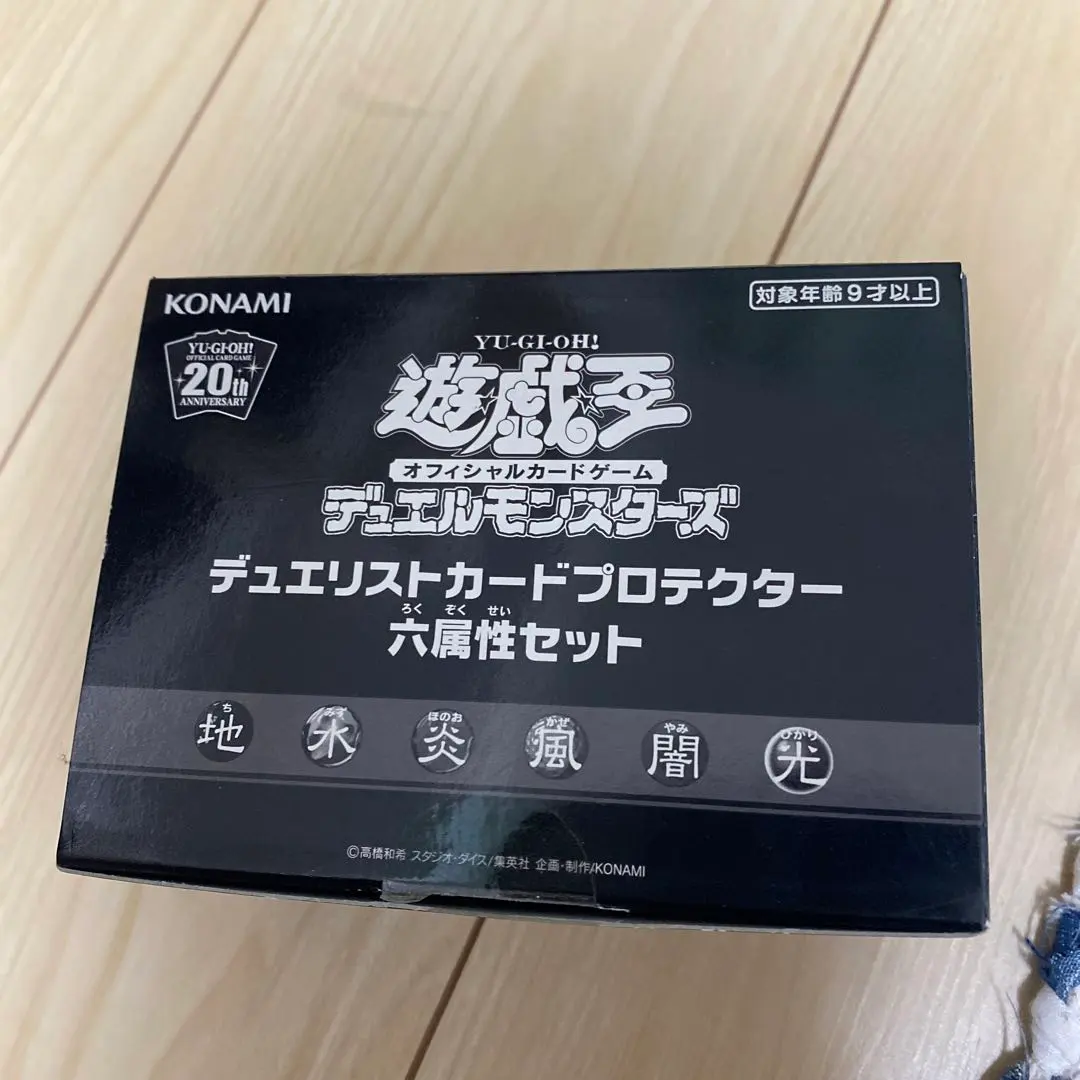 KONAMI
対象年齢9才以上
YU-GI-OH!
OFFICIAL CARD GAME
20th
ANNIVERSARY
YU-GI-OH!
遊☆戯☆王
オフィシャルカードゲーム
デュエルモンスターズ
デュエリストカードプロテクター
ろく ぞく せい
六属性セット
ち みず ほのお かぜ やみ ひかり
地 水 炎 風 闇 光
©高橋和希 スタジオ・ダイス/集英社 企画・制作/KONAMI